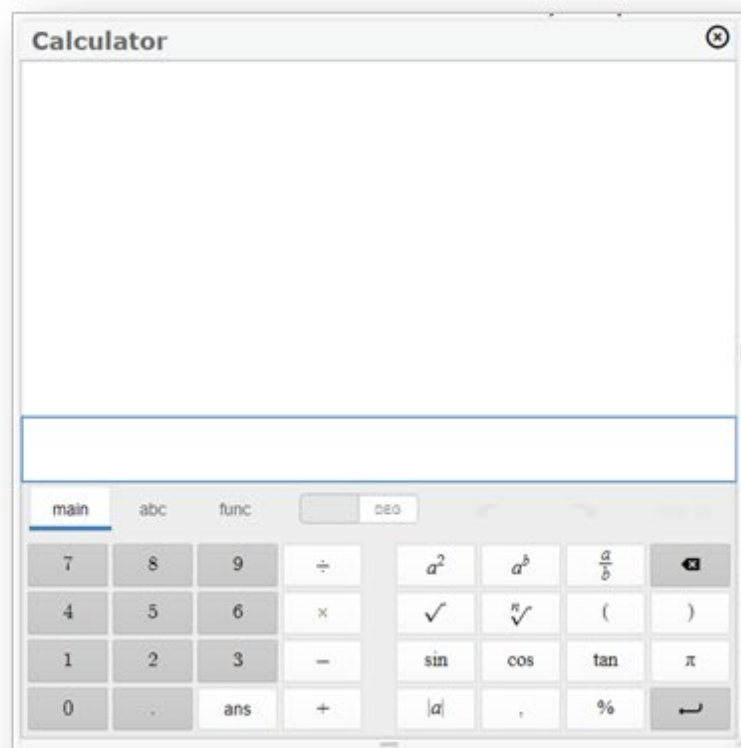 Calculator
main abc func DEG
7 8 9 ÷ a² aᵇ a/b
4 5 6 × √ ⁿ√ ( )
1 2 3 − sin cos tan π
0 . ans + |a| , %